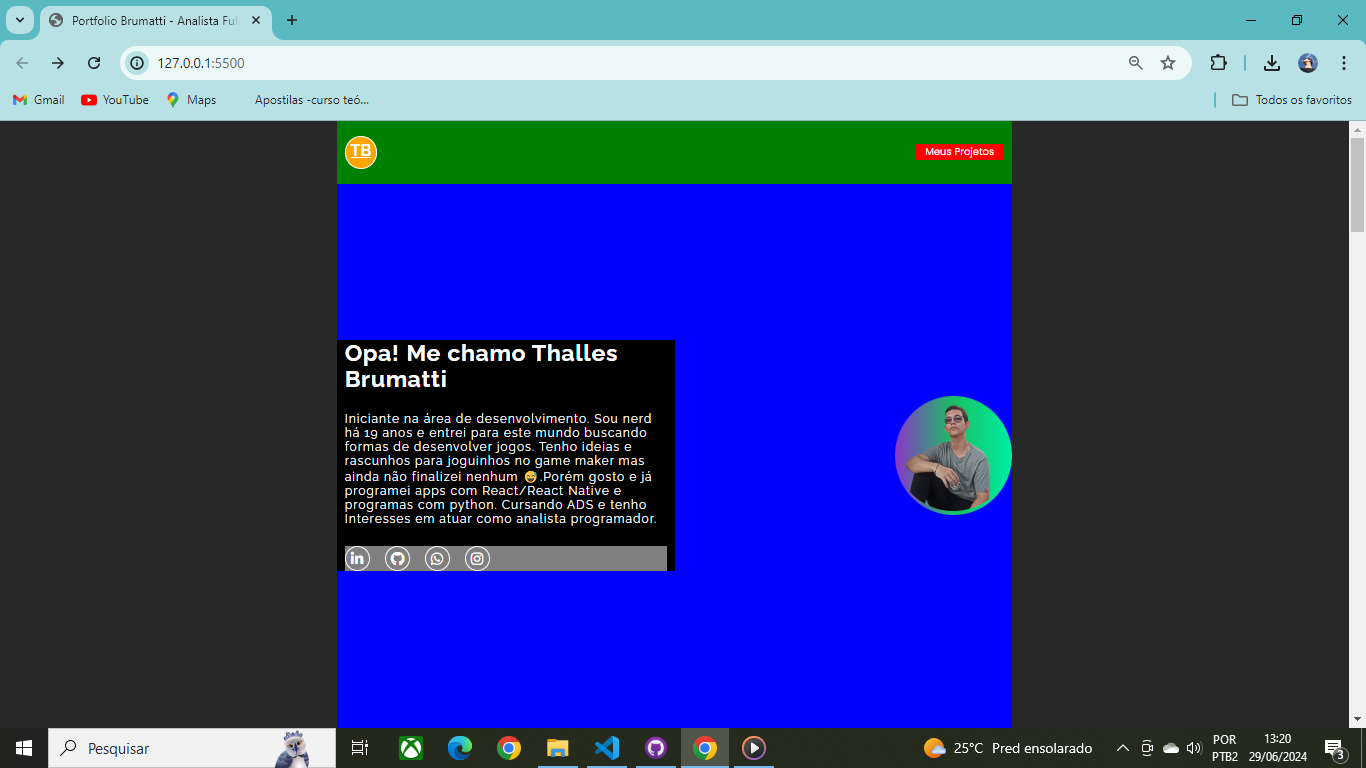 Portfolio Brumatti - Analista Ful
127.0.0.1:5500
Gmail
YouTube
Maps
Apostilas -curso teó...
Todos os favoritos
TB
Meus Projetos
Opa! Me chamo Thalles
Brumatti
Iniciante na área de desenvolvimento. Sou nerd
há 19 anos e entrei para este mundo buscando
formas de desenvolver jogos. Tenho ideias e
rascunhos para joguinhos no game maker mas
ainda não finalizei nenhum 😅.Porém gosto e já
programei apps com React/React Native e
programas com python. Cursando ADS e tenho
Interesses em atuar como analista programador.
in
Pesquisar
25°C Pred ensolarado
POR
PTB2
13:20
29/06/2024
3